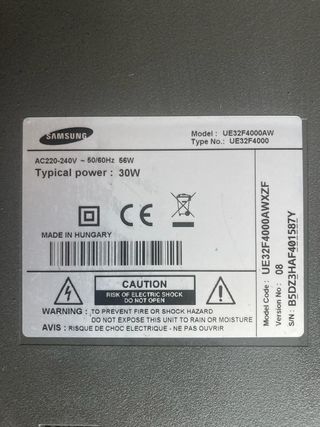 SAMSUNG
Model : UE32F4000AW
Type No.: UE32F4000
AC220-240V ~ 50/60Hz 56W
Typical power : 30W
CE
MADE IN HUNGARY
CAUTION
RISK OF ELECTRIC SHOCK
DO NOT OPEN
WARNING : TO PREVENT FIRE OR SHOCK HAZARD
DO NOT EXPOSE THIS UNIT TO RAIN OR MOISTURE.
AVIS : RISQUE DE CHOC ELECTRIQUE - NE PAS OUVRIR.
Model Code : UE32F4000AWXZF
Version No : 08
S/N : B5DZ3HAF401587Y